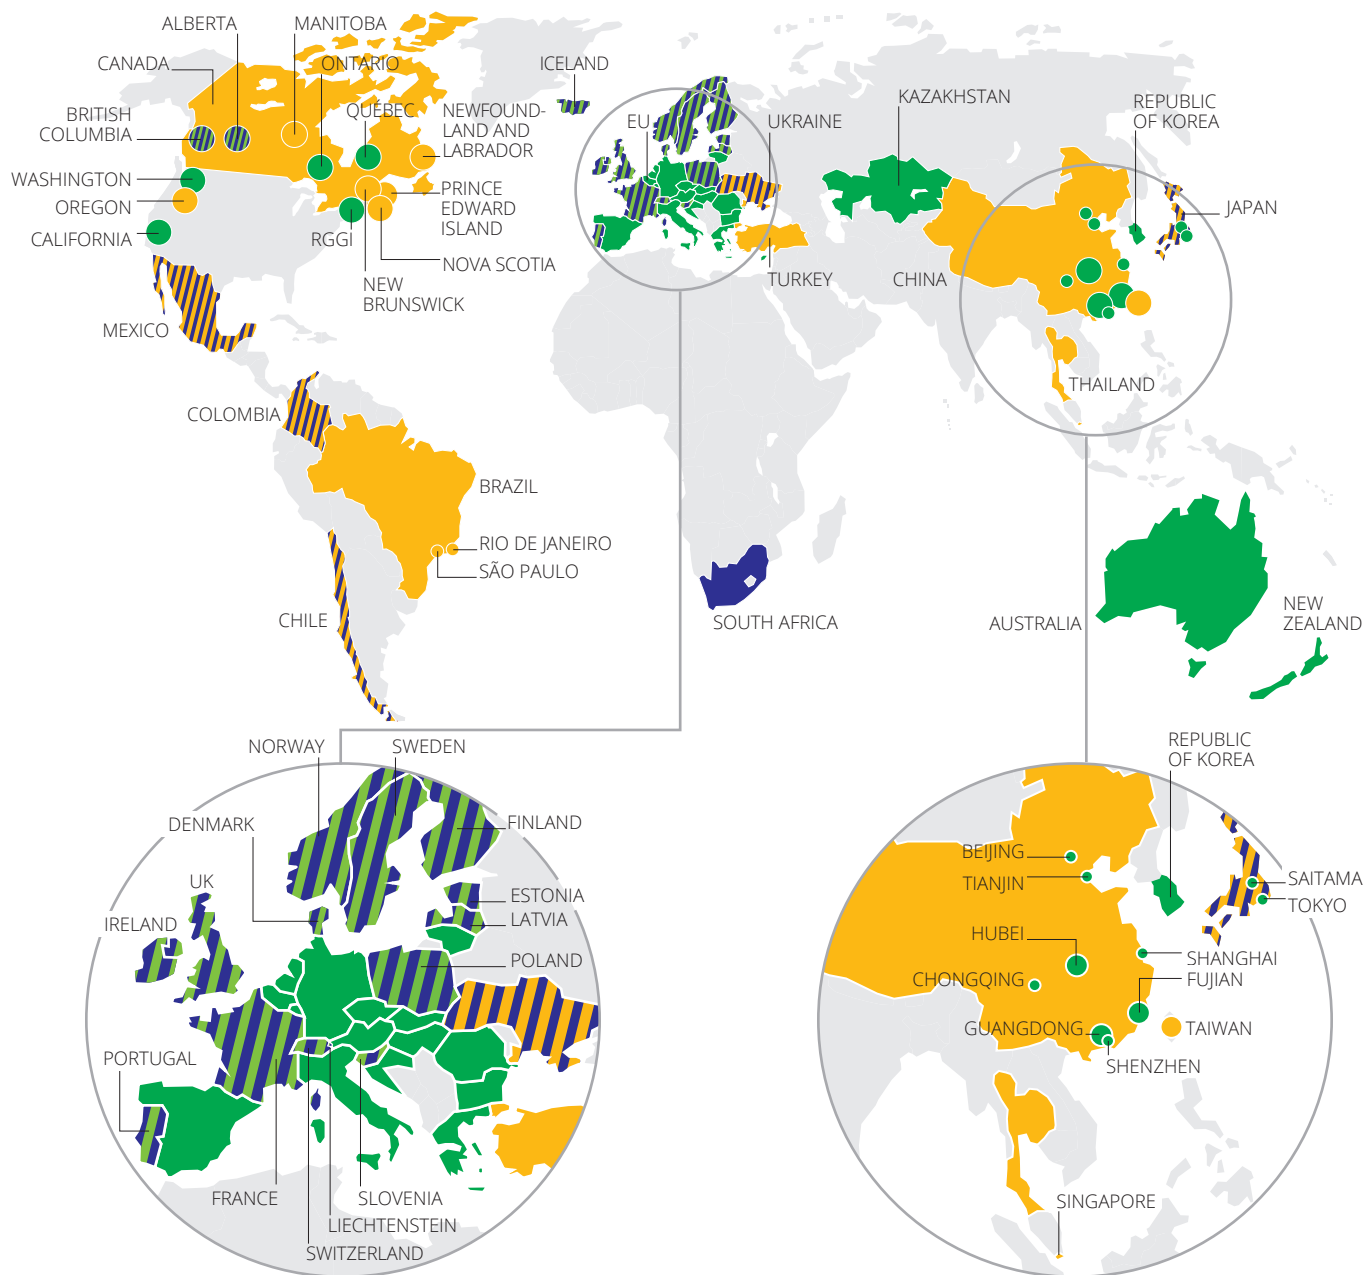 ALBERTA
MANITOBA
CANADA
ONTARIO
ICELAND
BRITISH
COLUMBIA
QUÉBEC
NEWFOUND-
LAND AND
LABRADOR
EU
UKRAINE
KAZAKHSTAN
REPUBLIC
OF KOREA
WASHINGTON
OREGON
CALIFORNIA
RGGI
PRINCE
EDWARD
ISLAND
NOVA SCOTIA
NEW
BRUNSWICK
JAPAN
TURKEY
CHINA
MEXICO
THAILAND
COLOMBIA
BRAZIL
RIO DE JANEIRO
SÃO PAULO
CHILE
SOUTH AFRICA
AUSTRALIA
NEW
ZEALAND
NORWAY
SWEDEN
DENMARK
FINLAND
UK
ESTONIA
IRELAND
LATVIA
POLAND
PORTUGAL
FRANCE
SLOVENIA
LIECHTENSTEIN
SWITZERLAND
REPUBLIC
OF KOREA
BEIJING
TIANJIN
SAITAMA
TOKYO
HUBEI
SHANGHAI
CHONGQING
FUJIAN
GUANGDONG
TAIWAN
SHENZHEN
SINGAPORE